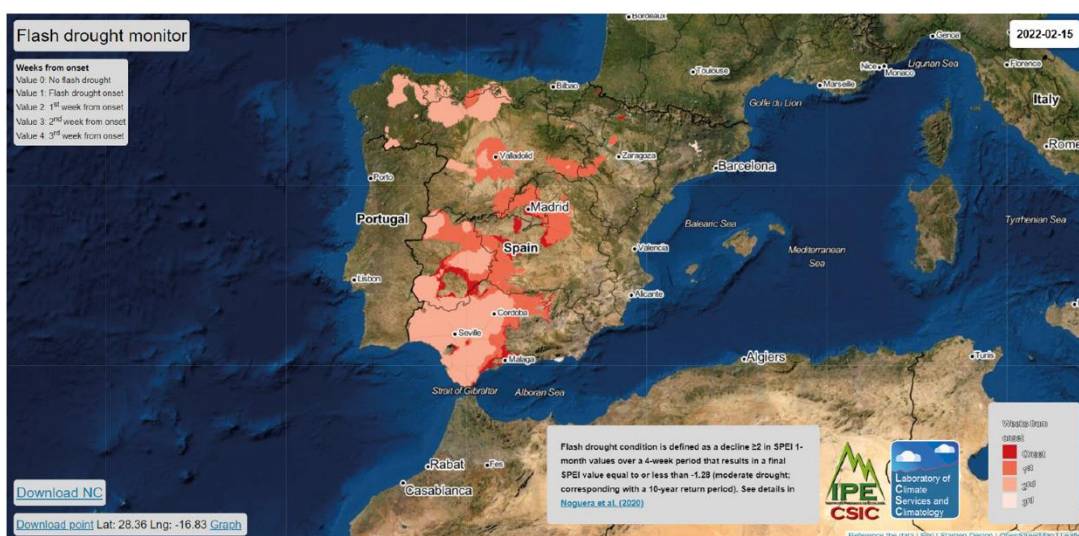 Flash drought monitor
2022-02-15
Weeks from onset
Value 0: No flash drought
Value 1: Flash drought onset
Value 2: 1st week from onset
Value 3: 2nd week from onset
Value 4: 3rd week from onset
Bordeaux
Genoa
Toulouse
Nice
Monaco
Ligurian Sea
Florence
Marseille
Bilbao
Golfe du Lion
Italy
Rome
Valladolid
Zaragoza
Barcelona
Porto
Madrid
Portugal
Balearic Sea
Tyrrhenian Sea
Spain
Valencia
Mediterranean
Sea
Lisbon
Alicante
Cordoba
Seville
Malaga
Algiers
Tunis
Strait of Gibraltar
Alboran Sea
Weeks from
onset
Onset
1st
2nd
3rd
Flash drought condition is defined as a decline ≥2 in SPEI 1-
month values over a 4-week period that results in a final
SPEI value equal to or less than -1.28 (moderate drought;
corresponding with a 10-year return period). See details in
Noguera et al. (2020)
Rabat
Fes
Casablanca
IPE
CSIC
Laboratory of
Climate
Services and
Climatology
Download NC
Download point Lat: 28.36 Lng: -16.83 Graph